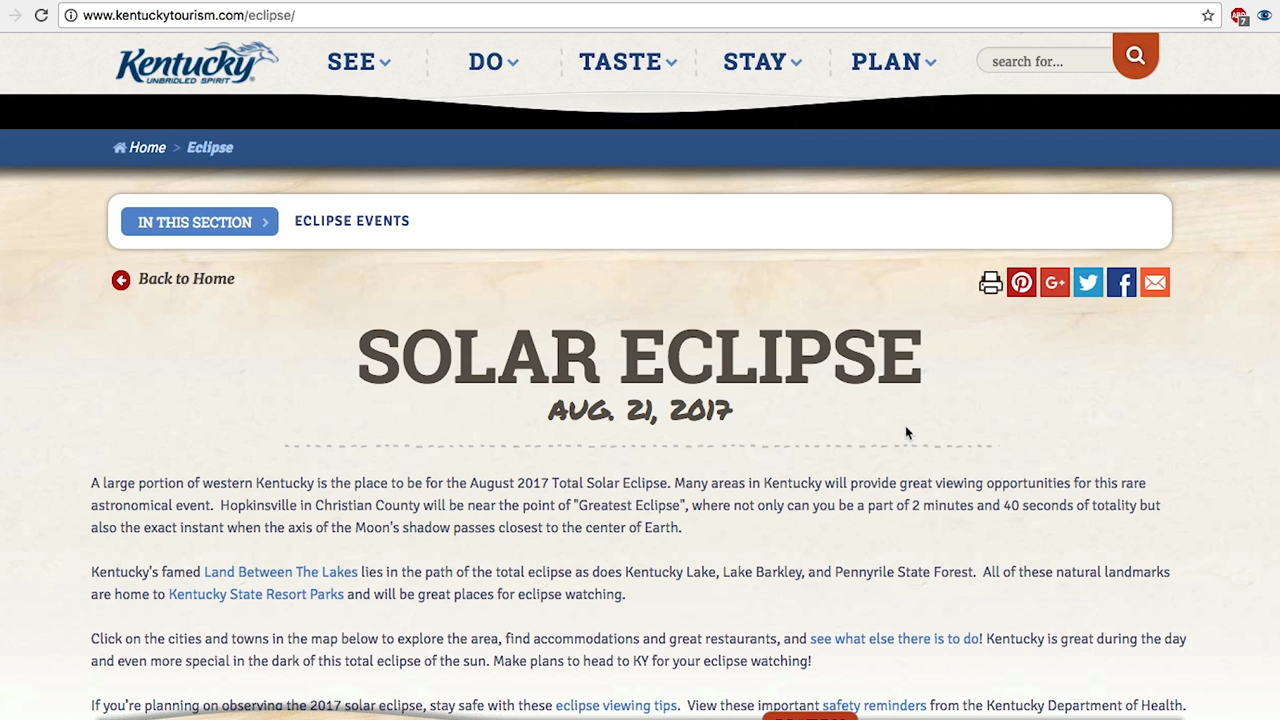 www.kentuckytourism.com/eclipse/
7
Kentucky
UNBRIDLED SPIRIT
SEE DO TASTE STAY PLAN search for...
Home > Eclipse
IN THIS SECTION > ECLIPSE EVENTS
Back to Home
SOLAR ECLIPSE
AUG. 21, 2017
A large portion of western Kentucky is the place to be for the August 2017 Total Solar Eclipse. Many areas in Kentucky will provide great viewing opportunities for this rare
astronomical event. Hopkinsville in Christian County will be near the point of "Greatest Eclipse", where not only can you be a part of 2 minutes and 40 seconds of totality but
also the exact instant when the axis of the Moon's shadow passes closest to the center of Earth.
Kentucky's famed Land Between The Lakes lies in the path of the total eclipse as does Kentucky Lake, Lake Barkley, and Pennyrile State Forest. All of these natural landmarks
are home to Kentucky State Resort Parks and will be great places for eclipse watching.
Click on the cities and towns in the map below to explore the area, find accommodations and great restaurants, and see what else there is to do! Kentucky is great during the day
and even more special in the dark of this total eclipse of the sun. Make plans to head to KY for your eclipse watching!
If you're planning on observing the 2017 solar eclipse, stay safe with these eclipse viewing tips. View these important safety reminders from the Kentucky Department of Health.